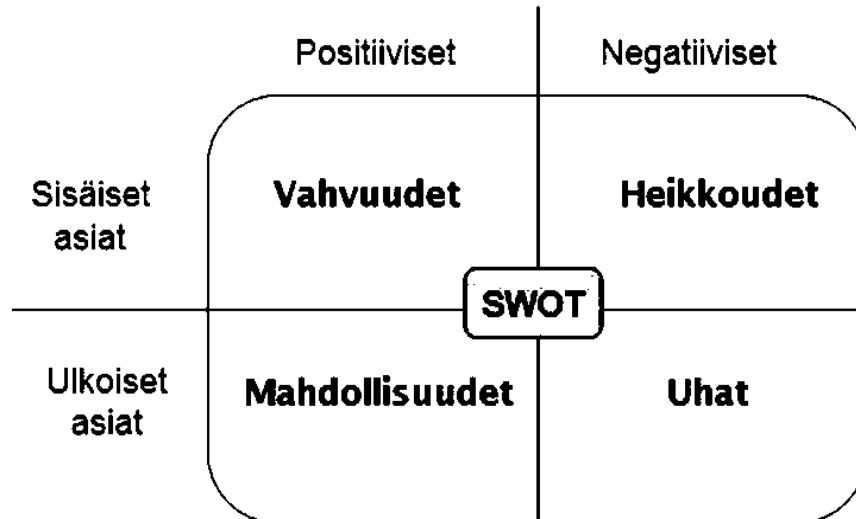 Positiiviset Negatiiviset
Sisäiset
asiat
Vahvuudet Heikkoudet
SWOT
Ulkoiset
asiat
Mahdollisuudet Uhat